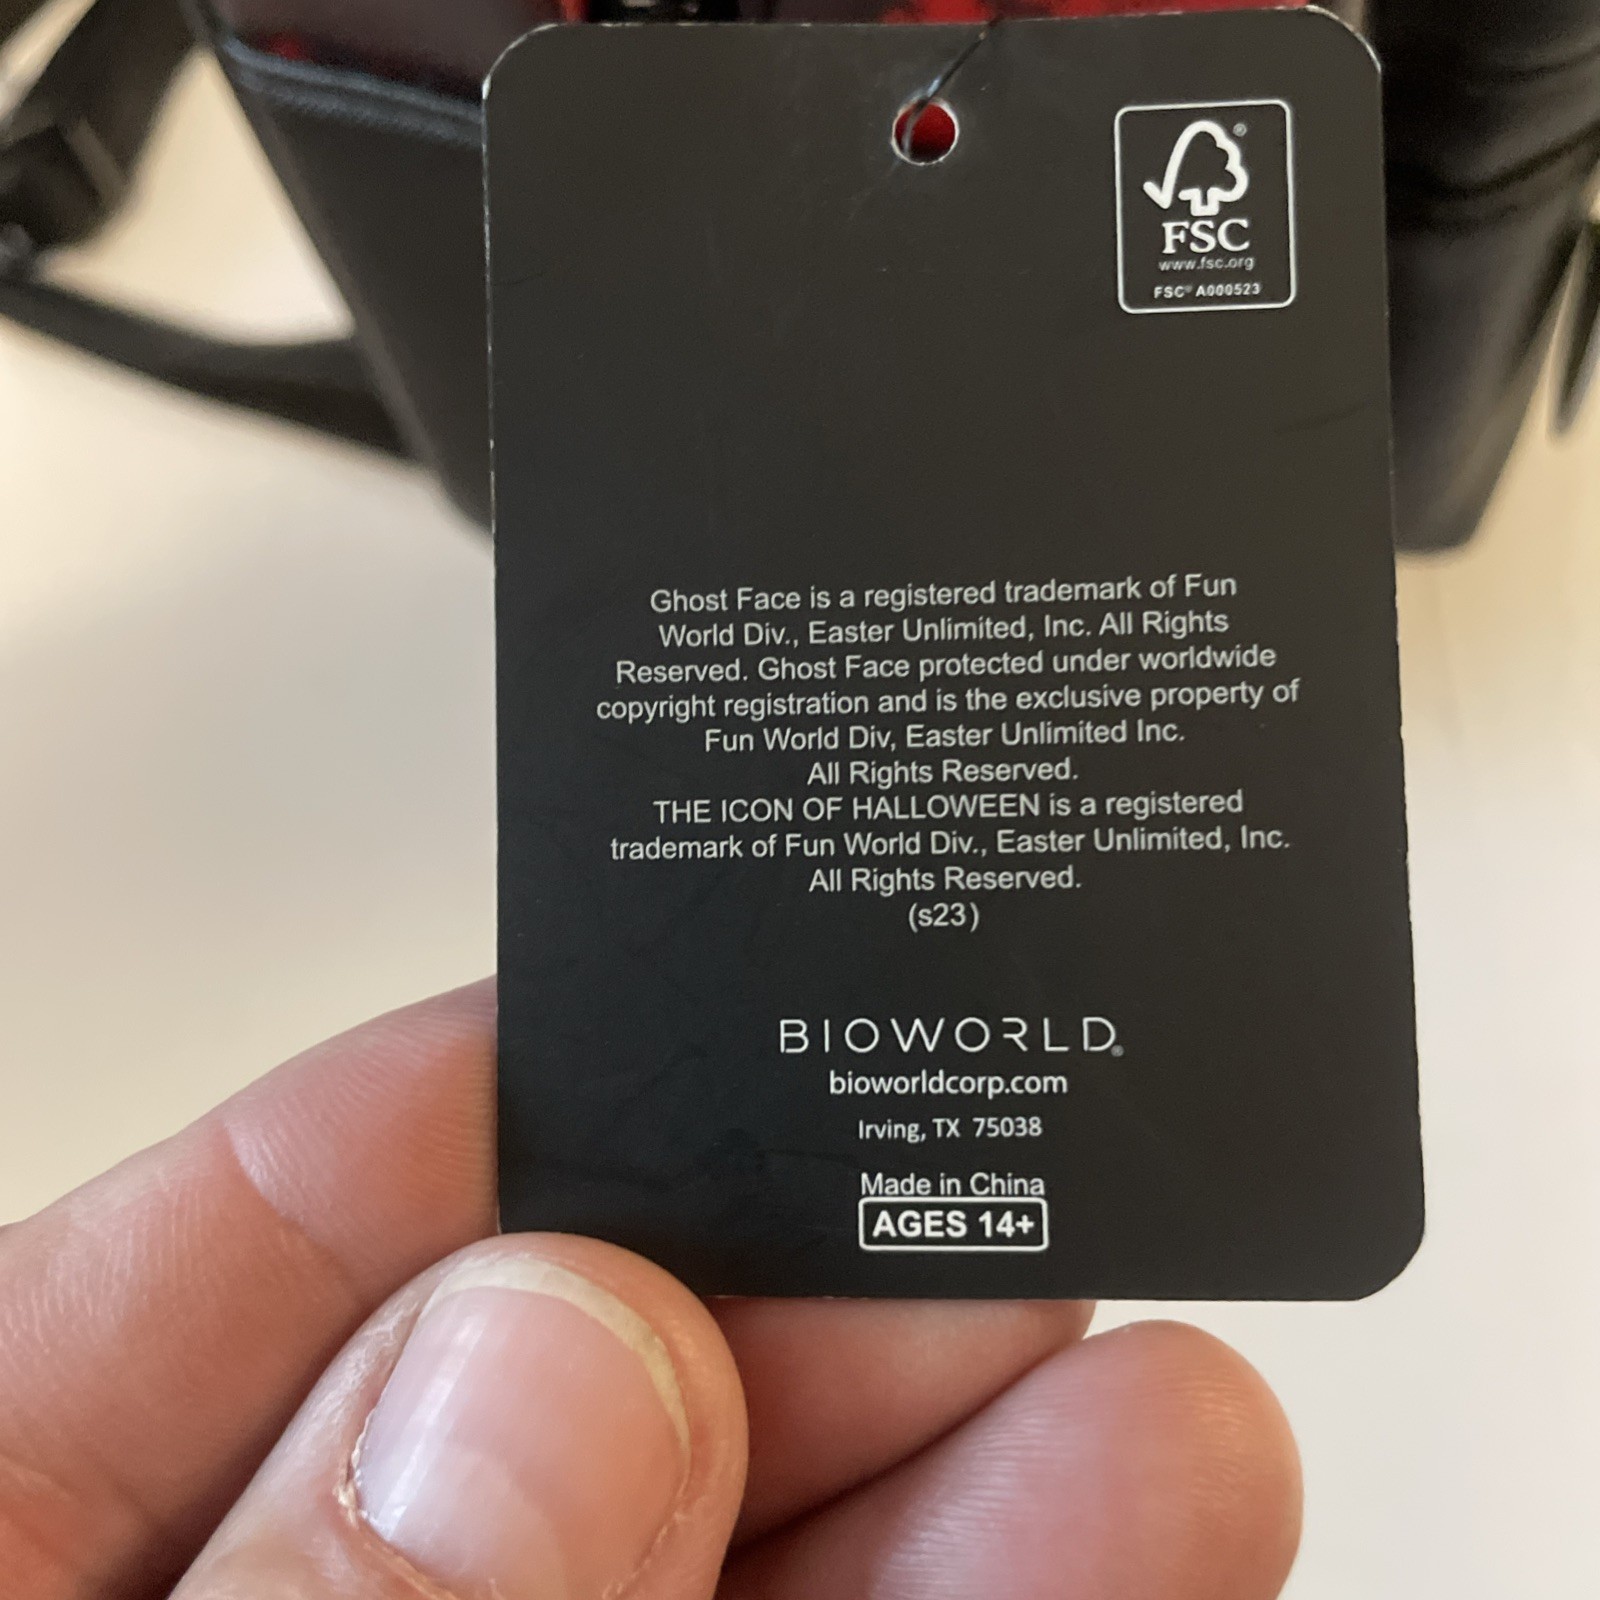 FSC®
www.fsc.org
FSC® A000523
Ghost Face is a registered trademark of Fun
World Div., Easter Unlimited, Inc. All Rights
Reserved. Ghost Face protected under worldwide
copyright registration and is the exclusive property of
Fun World Div, Easter Unlimited Inc.
All Rights Reserved.
THE ICON OF HALLOWEEN is a registered
trademark of Fun World Div., Easter Unlimited, Inc.
All Rights Reserved.
(s23)
BIOWORLD®
bioworldcorp.com
Irving, TX 75038
Made in China
AGES 14+